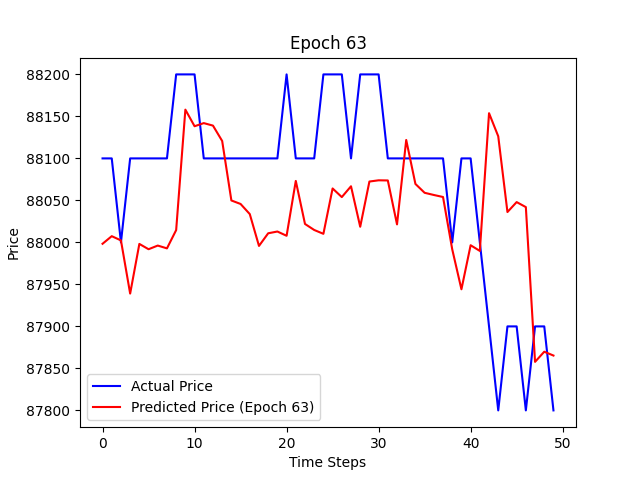 Epoch 63
Price
88200
88150
88100
88050
88000
87950
87900
87850
87800
Actual Price
Predicted Price (Epoch 63)
0 10 20 30 40 50
Time Steps